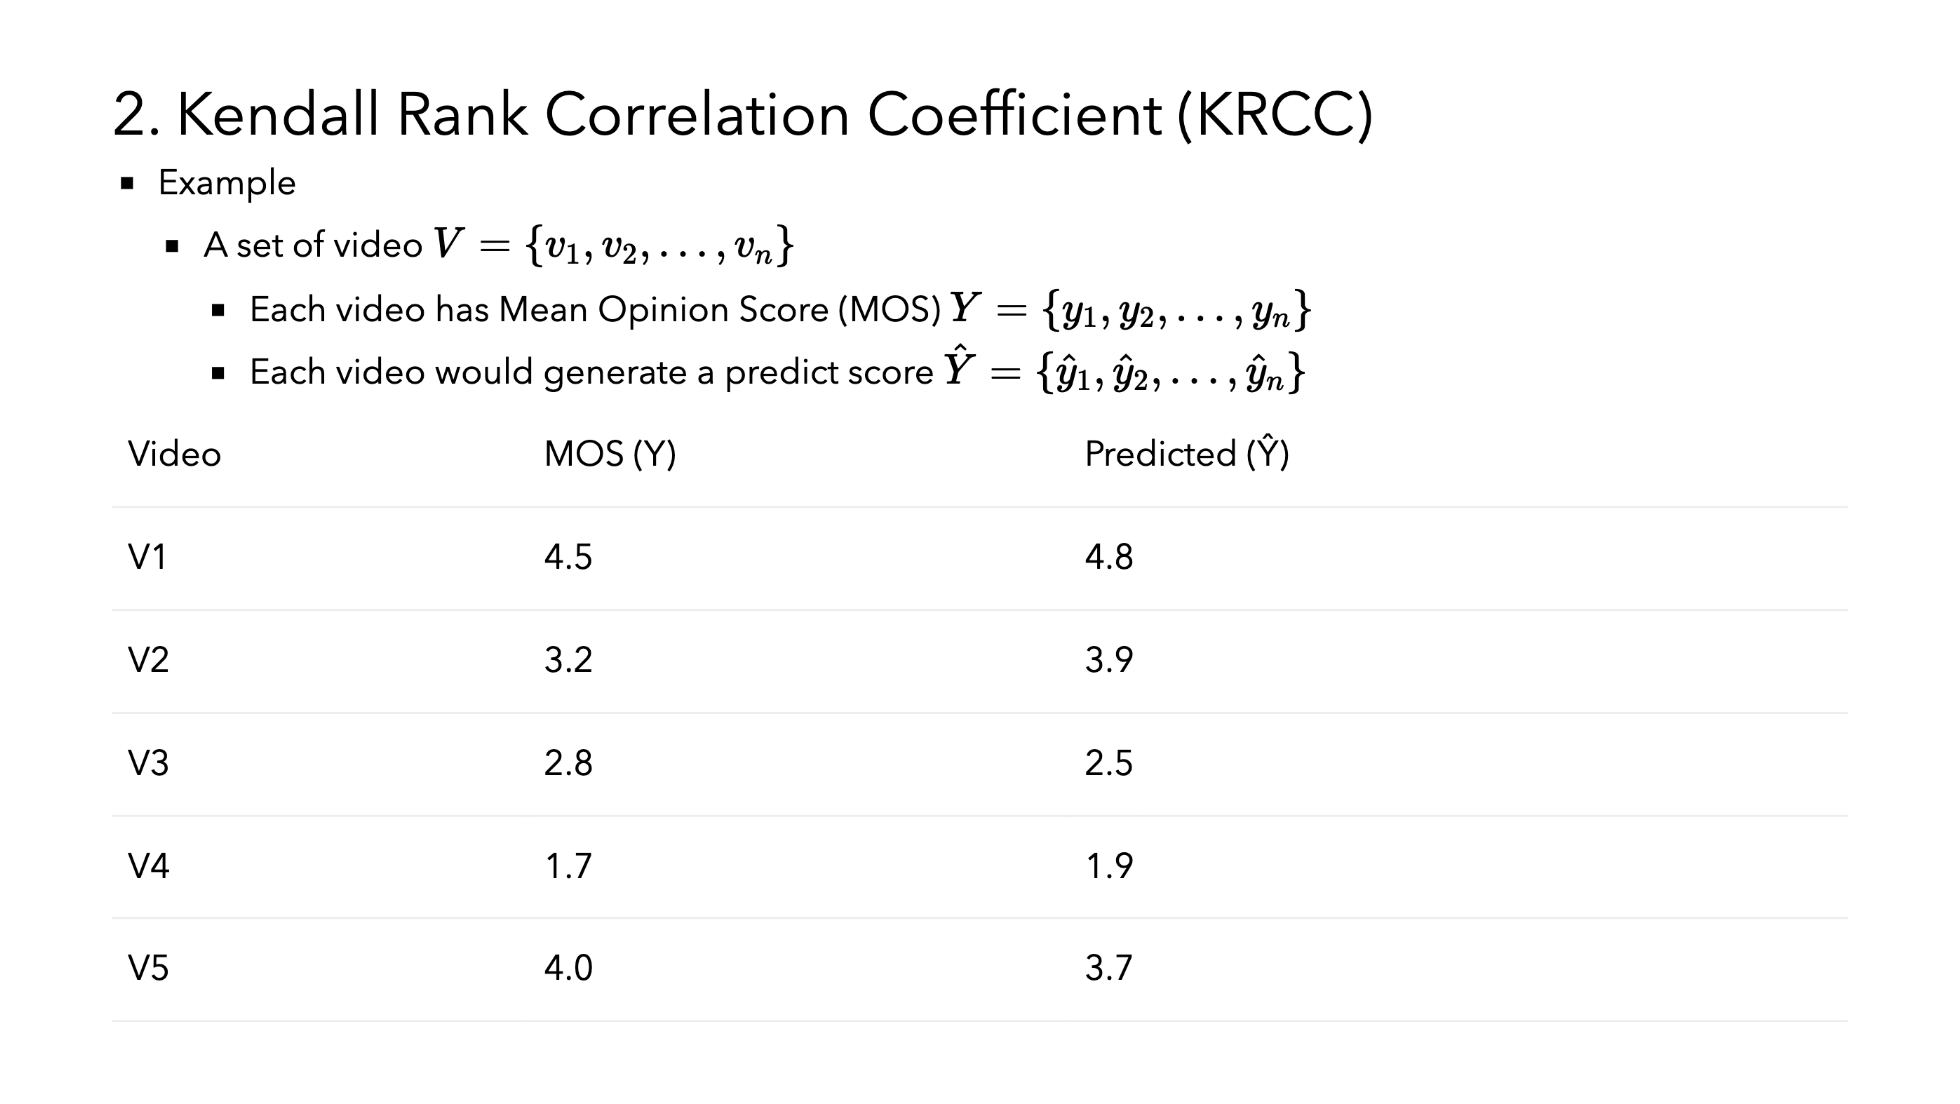 2. Kendall Rank Correlation Coefficient (KRCC)
▪ Example
▪ A set of video V = {v₁, v₂, . . . , vₙ}
▪ Each video has Mean Opinion Score (MOS) Y = {y₁, y₂, . . . , yₙ}
▪ Each video would generate a predict score Ŷ = {ŷ₁, ŷ₂, . . . , ŷₙ}
Video MOS (Y) Predicted (Ŷ)
V1 4.5 4.8
V2 3.2 3.9
V3 2.8 2.5
V4 1.7 1.9
V5 4.0 3.7